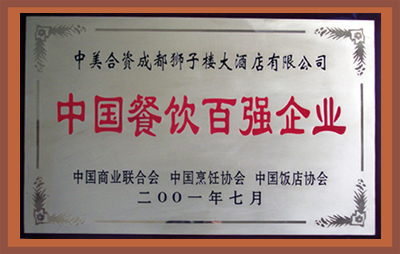 中美合资成都狮子楼大酒店有限公司
中国餐饮百强企业
中国商业联合会 中国烹饪协会 中国饭店协会
二00一年七月